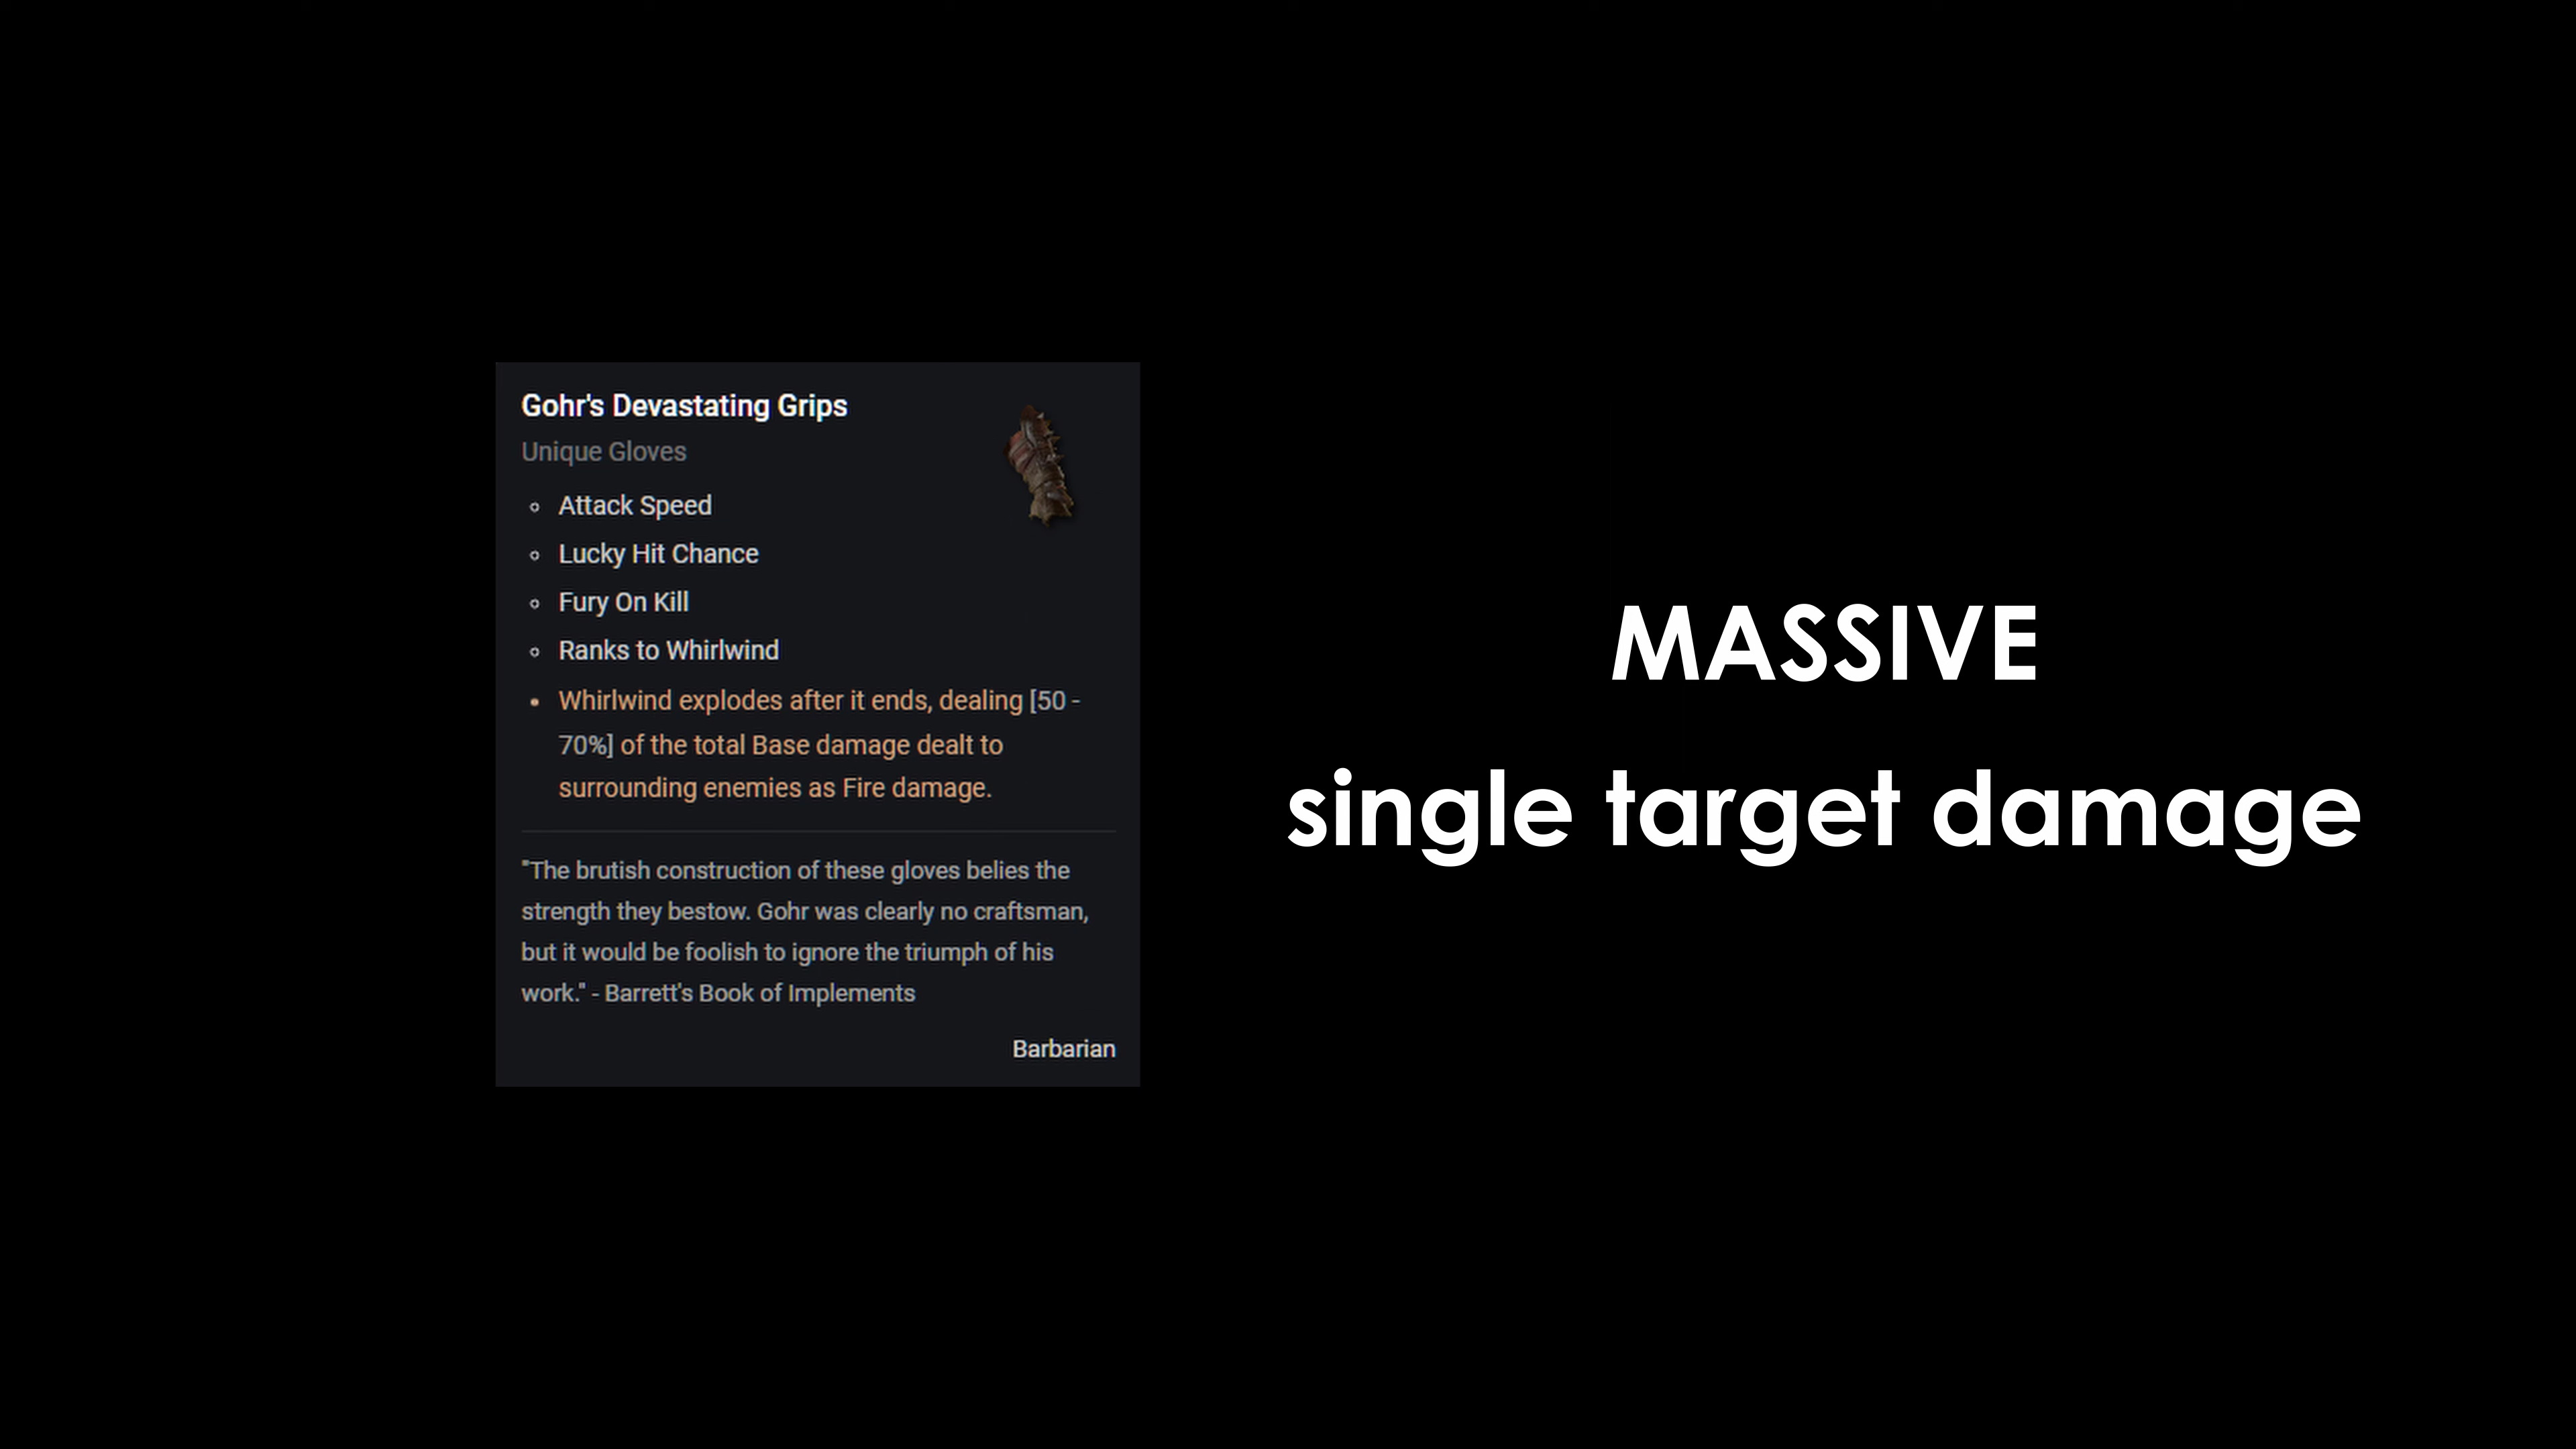 Gohr's Devastating Grips
Unique Gloves
Attack Speed
Lucky Hit Chance
Fury On Kill
Ranks to Whirlwind
Whirlwind explodes after it ends, dealing [50 -
70%] of the total Base damage dealt to
surrounding enemies as Fire damage.
"The brutish construction of these gloves belies the
strength they bestow. Gohr was clearly no craftsman,
but it would be foolish to ignore the triumph of his
work." - Barrett's Book of Implements
Barbarian
MASSIVE
single target damage